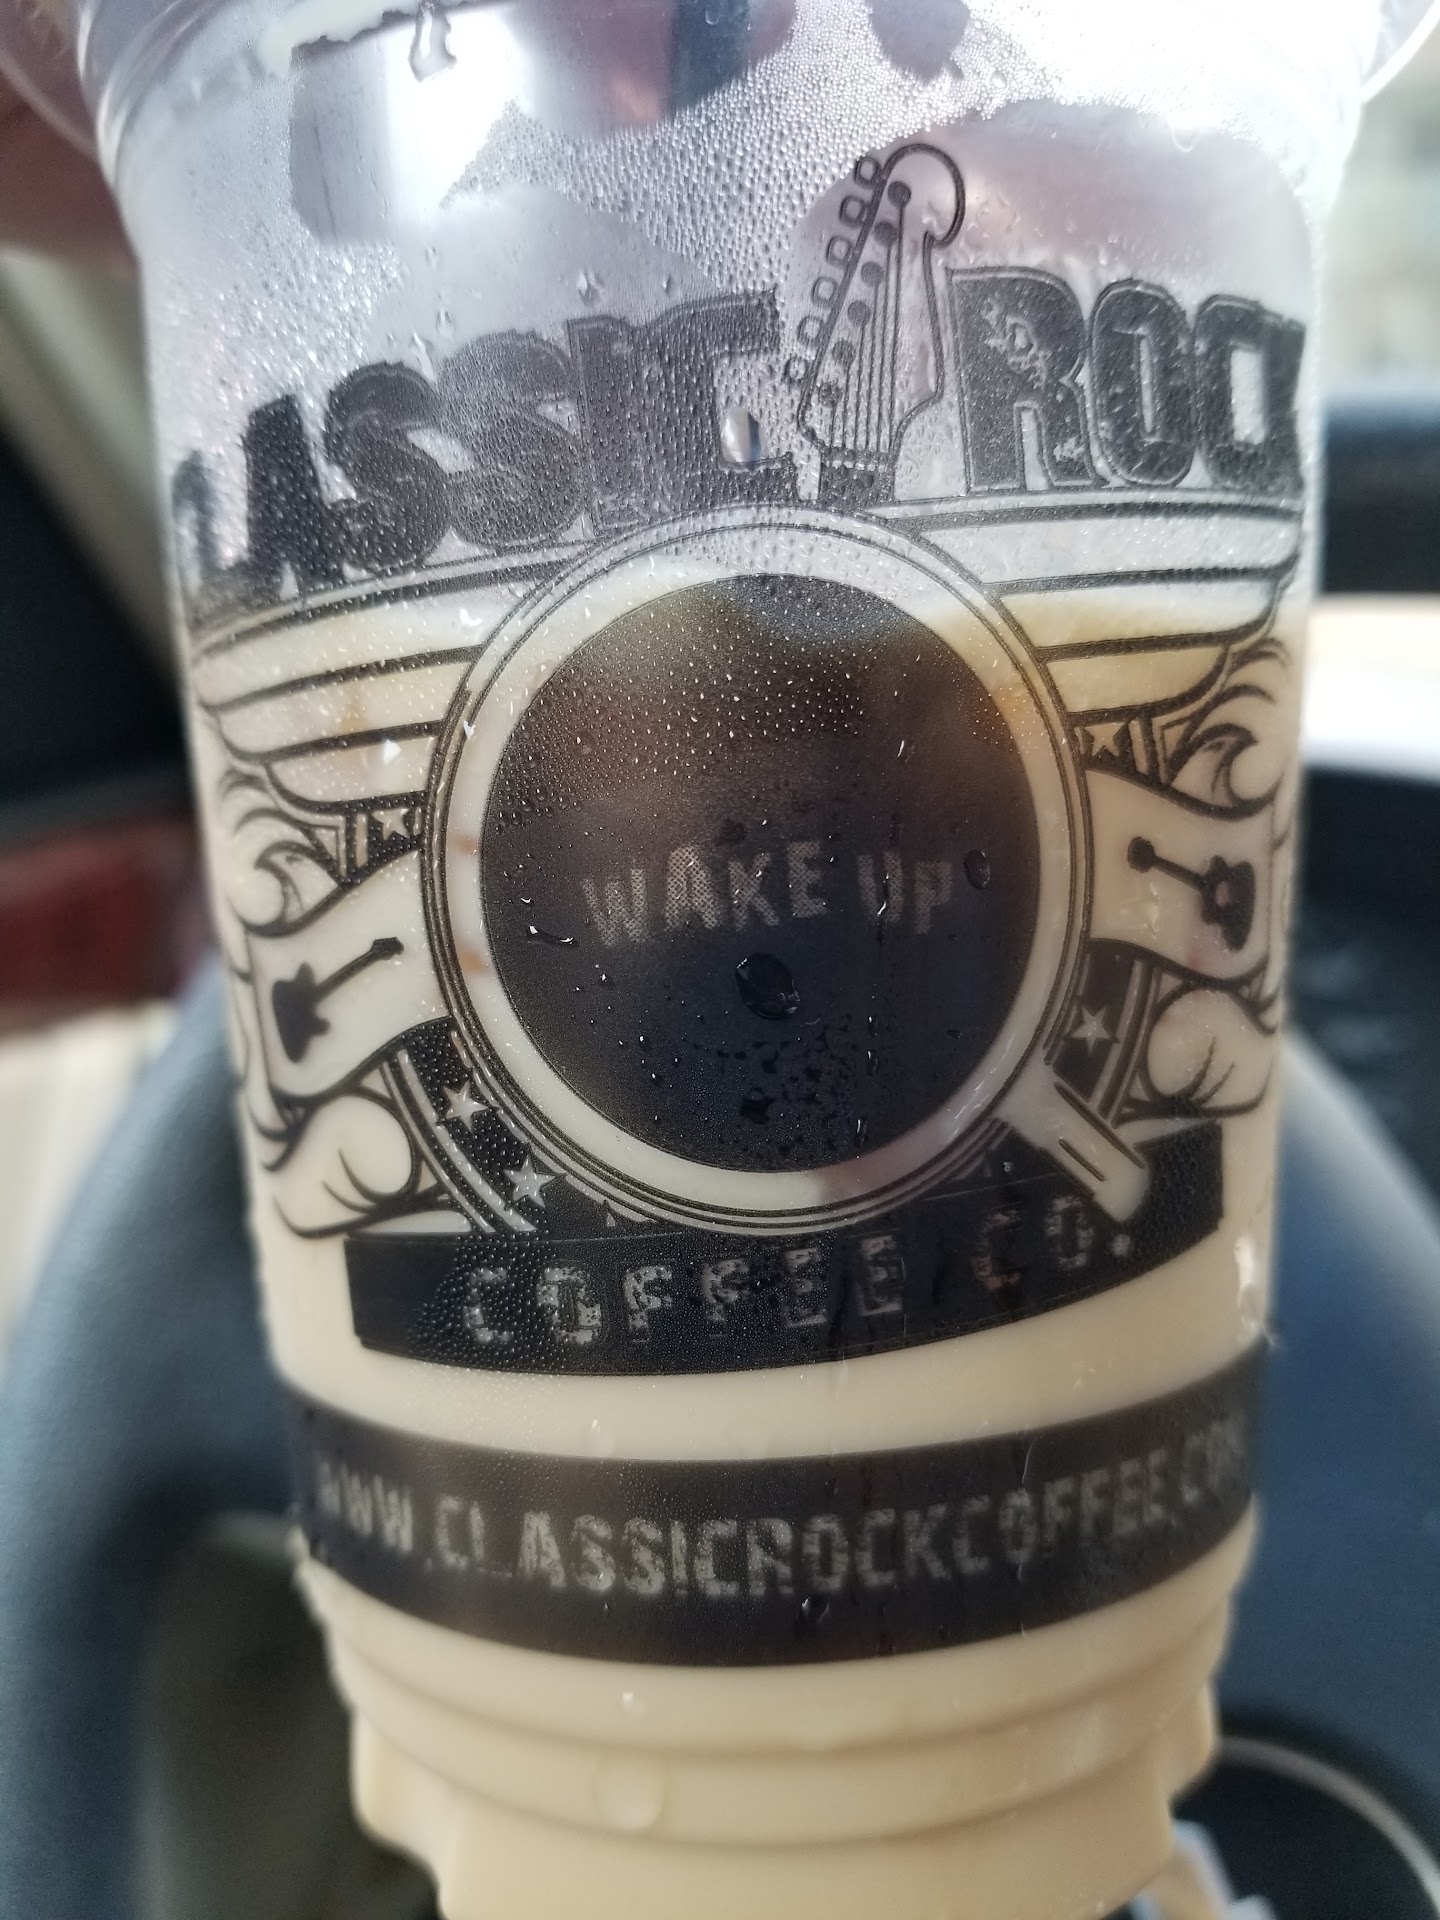 CLASSIC ROCK
WAKE UP
COFFEE CO.
WWW.CLASSICROCKCOFFEE.COM